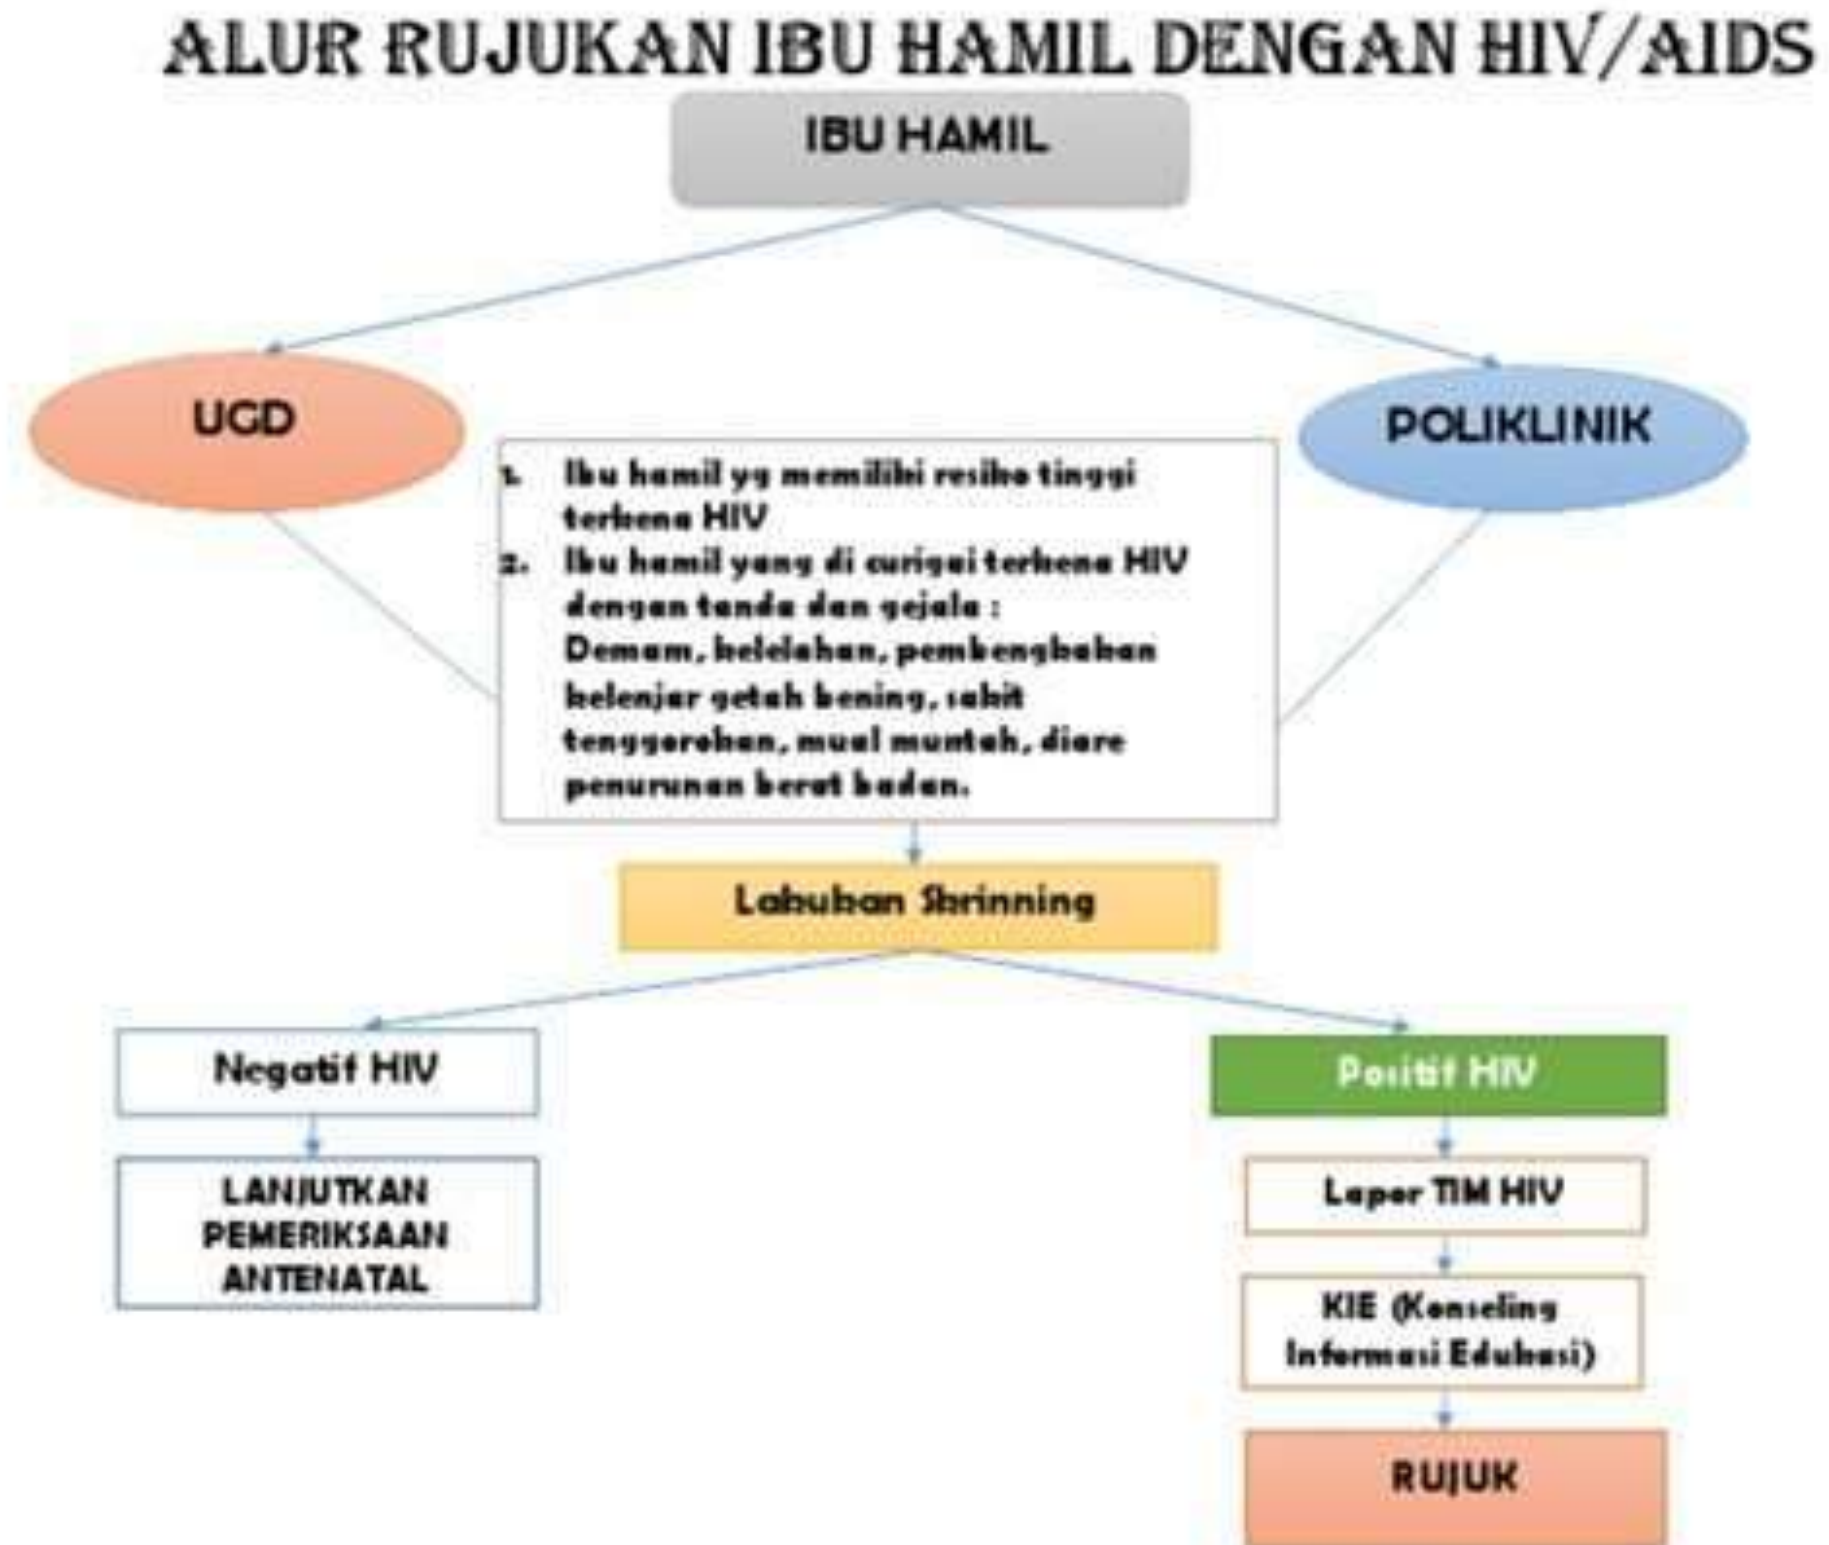 ALUR RUJUKAN IBU HAMIL DENGAN HIV/AIDS
IBU HAMIL
UGD
POLIKLINIK
1. Ibu hamil yg memiliki resiko tinggi
terkena HIV
2. Ibu hamil yang di curigai terkena HIV
dengan tanda dan gejala :
Demam, kelelahan, pembengkakan
kelenjar getah bening, sakit
tenggorokan, mual muntah, diare
penurunan berat badan.
Lakukan Skrinning
Negatif HIV
Positif HIV
LANJUTKAN
PEMERIKSAAN
ANTENATAL
Lapor TIM HIV
KIE (Konseling
Informasi Edukasi)
RUJUK